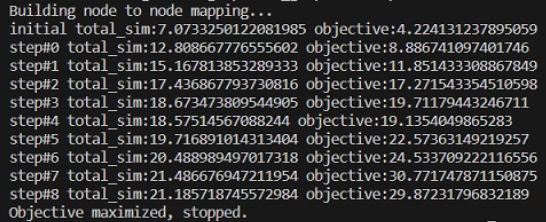 Building node to node mapping...
initial total_sim:7.0733250122081985 objective:4.224131237895059
step#0 total_sim:12.808667776555602 objective:8.886741097401746
step#1 total_sim:15.167813853289333 objective:11.851433308867849
step#2 total_sim:17.436867793730816 objective:17.271543354510598
step#3 total_sim:18.673473809544905 objective:19.71179443246711
step#4 total_sim:18.57514567088244 objective:19.1354049865283
step#5 total_sim:19.716891014313404 objective:22.57363149219257
step#6 total_sim:20.488989497017318 objective:24.533709222116556
step#7 total_sim:21.486676947211954 objective:30.771747871150875
step#8 total_sim:21.185718745572984 objective:29.87231796832189
Objective maximized, stopped.